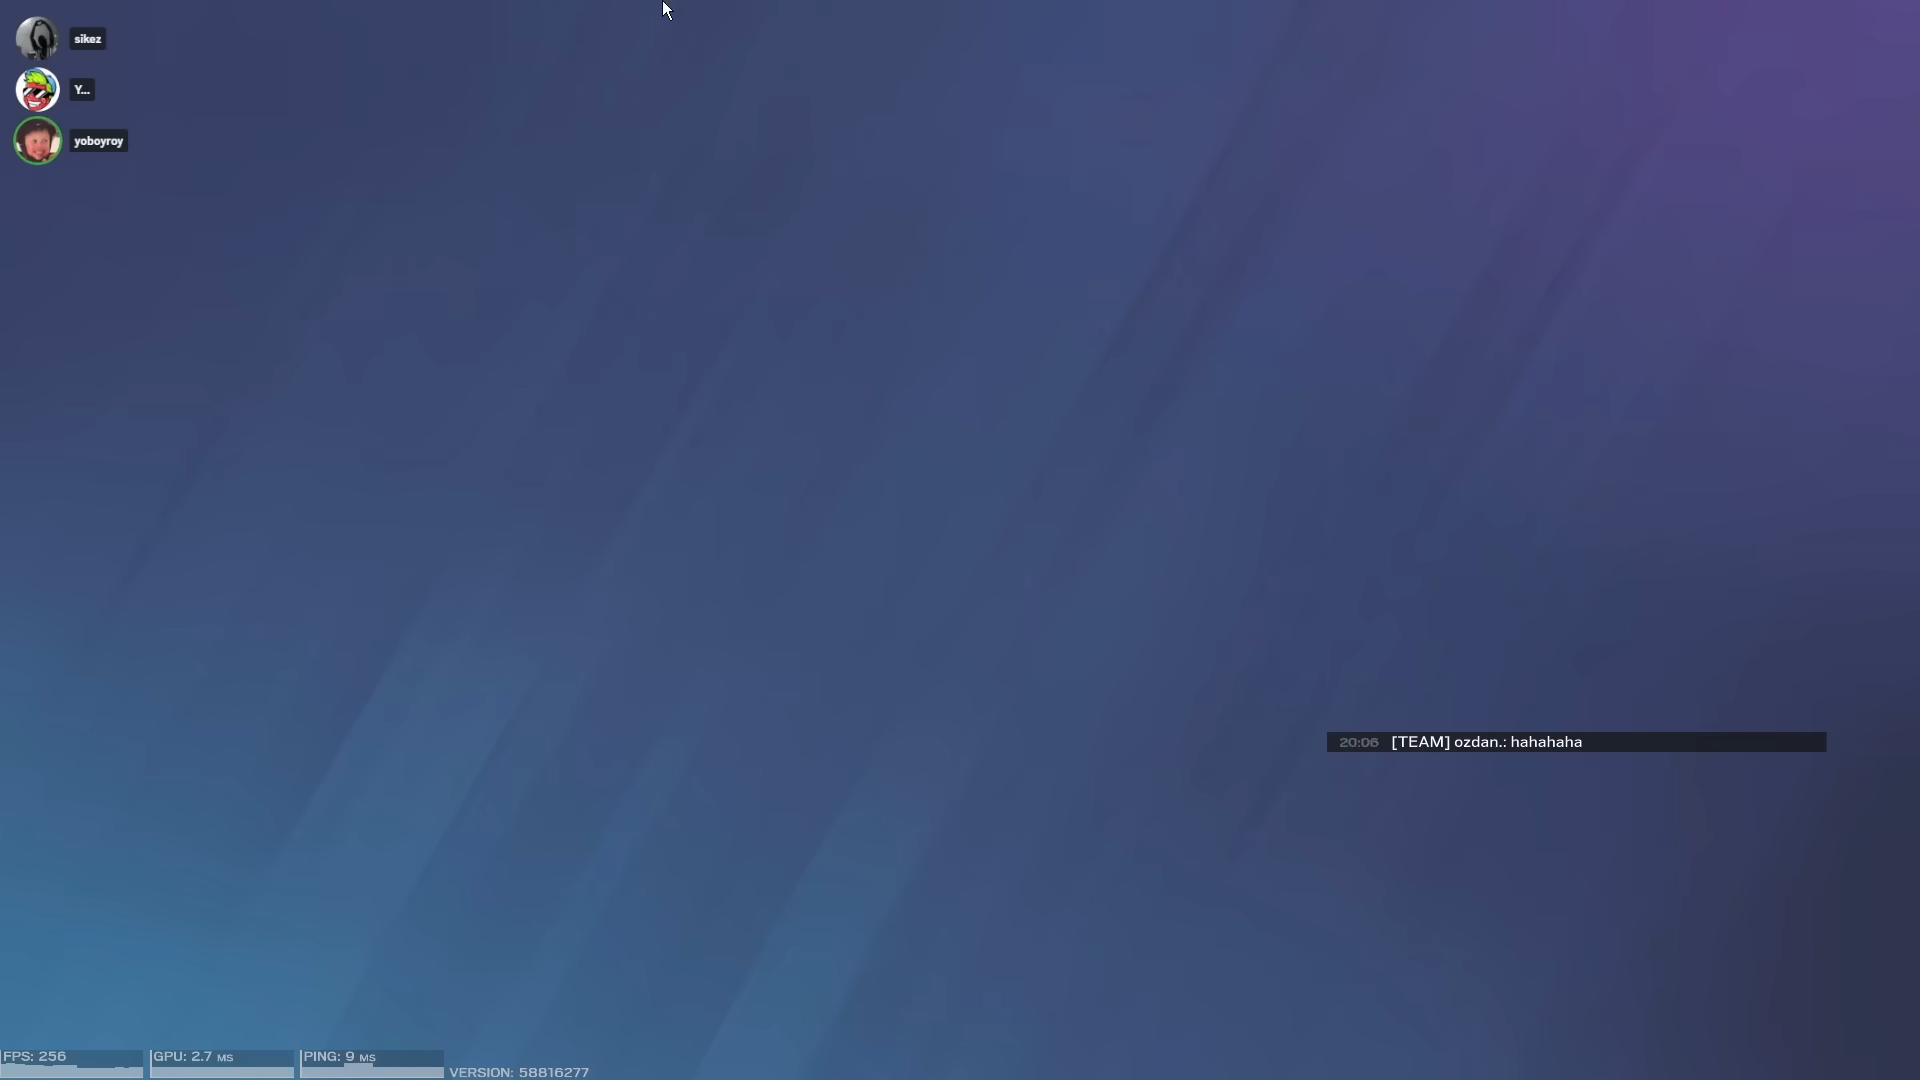 sikez
Y...
yoboyroy
20:06 [TEAM] ozdan.: hahahaha
FPS: 256
GPU: 2.7 MS
PING: 9 MS
VERSION: 58816277